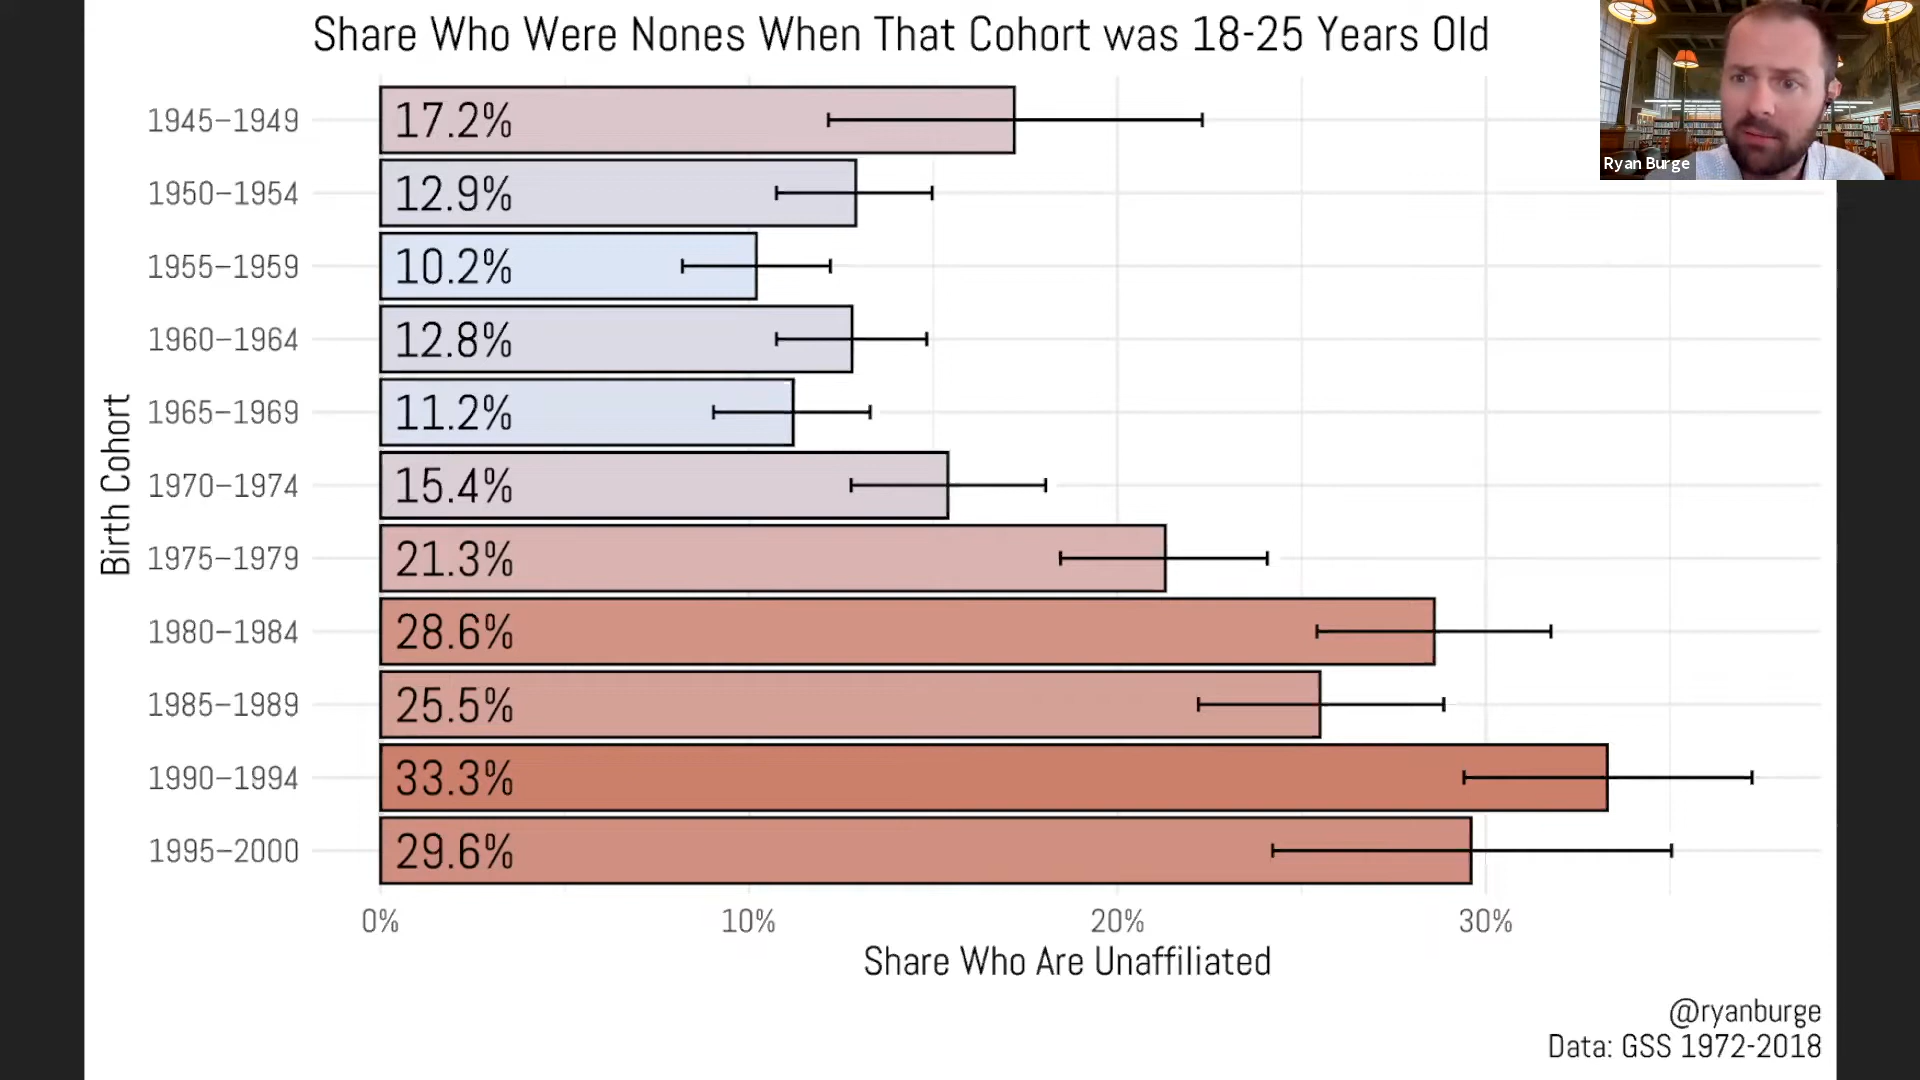 Share Who Were Nones When That Cohort was 18-25 Years Old
Ryan Burge
Birth Cohort
1945–1949 17.2%
1950–1954 12.9%
1955–1959 10.2%
1960–1964 12.8%
1965–1969 11.2%
1970–1974 15.4%
1975–1979 21.3%
1980–1984 28.6%
1985–1989 25.5%
1990–1994 33.3%
1995–2000 29.6%
0% 10% 20% 30%
Share Who Are Unaffiliated
@ryanburge
Data: GSS 1972-2018